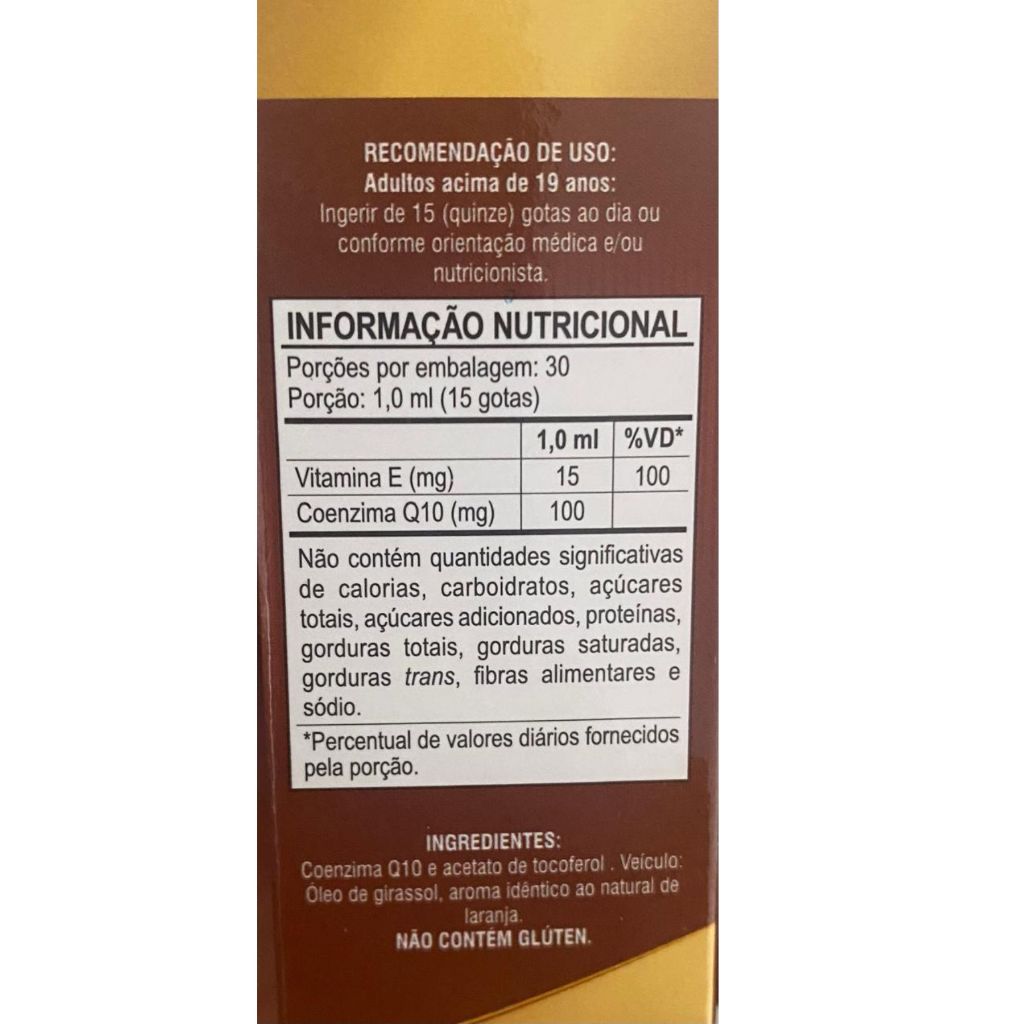 RECOMENDAÇÃO DE USO:
Adultos acima de 19 anos:
Ingerir de 15 (quinze) gotas ao dia ou
conforme orientação médica e/ou
nutricionista.
INFORMAÇÃO NUTRICIONAL
Porções por embalagem: 30
Porção: 1,0 ml (15 gotas)
1,0 ml %VD*
Vitamina E (mg) 15 100
Coenzima Q10 (mg) 100
Não contém quantidades significativas
de calorias, carboidratos, açúcares
totais, açúcares adicionados, proteínas,
gorduras totais, gorduras saturadas,
gorduras trans, fibras alimentares e
sódio.
*Percentual de valores diários fornecidos
pela porção.
INGREDIENTES:
Coenzima Q10 e acetato de tocoferol . Veículo:
Óleo de girassol, aroma idêntico ao natural de
laranja.
NÃO CONTÉM GLÚTEN.